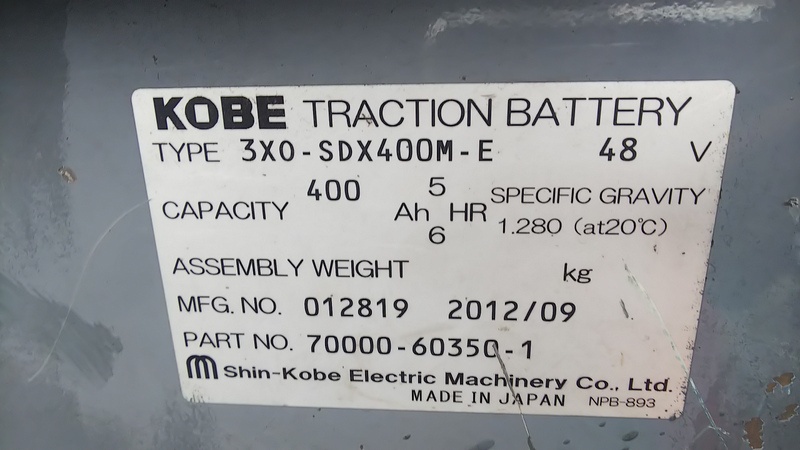 KOBE TRACTION BATTERY
TYPE 3X0-SDX400M-E 48 V
CAPACITY 400 Ah 5 HR SPECIFIC GRAVITY
6 1.280 (at20℃)
ASSEMBLY WEIGHT kg
MFG. NO. 012819 2012/09
PART NO. 70000-60350-1
Shin-Kobe Electric Machinery Co., Ltd.
MADE IN JAPAN NPB-893